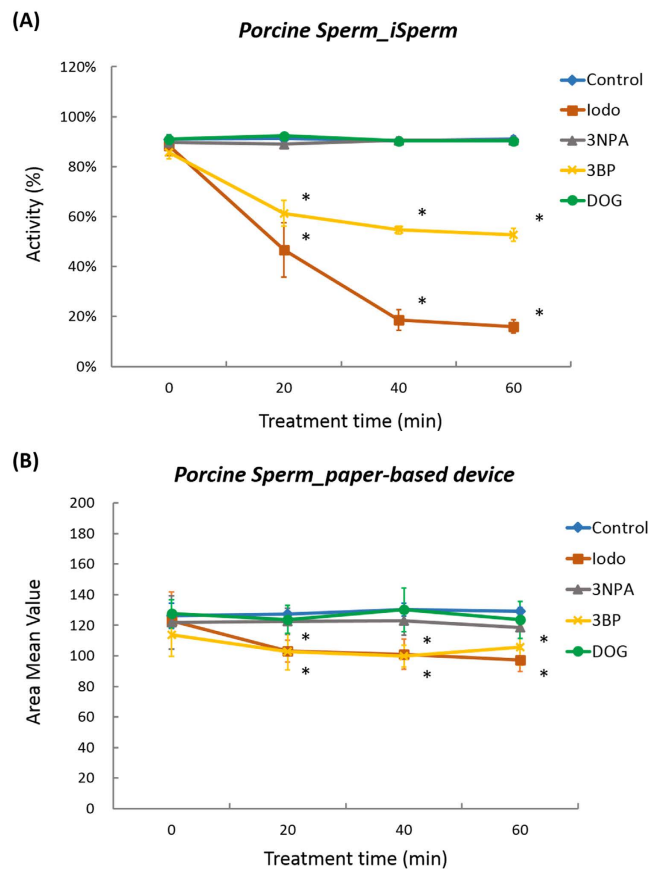 (A)
Porcine Sperm_iSperm
120%
100%
80%
60%
40%
20%
0%
Activity (%)
* * * * * *
0 20 40 60
Treatment time (min)
Control
Iodo
3NPA
3BP
DOG
(B)
Porcine Sperm_paper-based device
200
180
160
140
120
100
80
60
40
20
0
Area Mean Value
* * * * * *
0 20 40 60
Treatment time (min)
Control
Iodo
3NPA
3BP
DOG